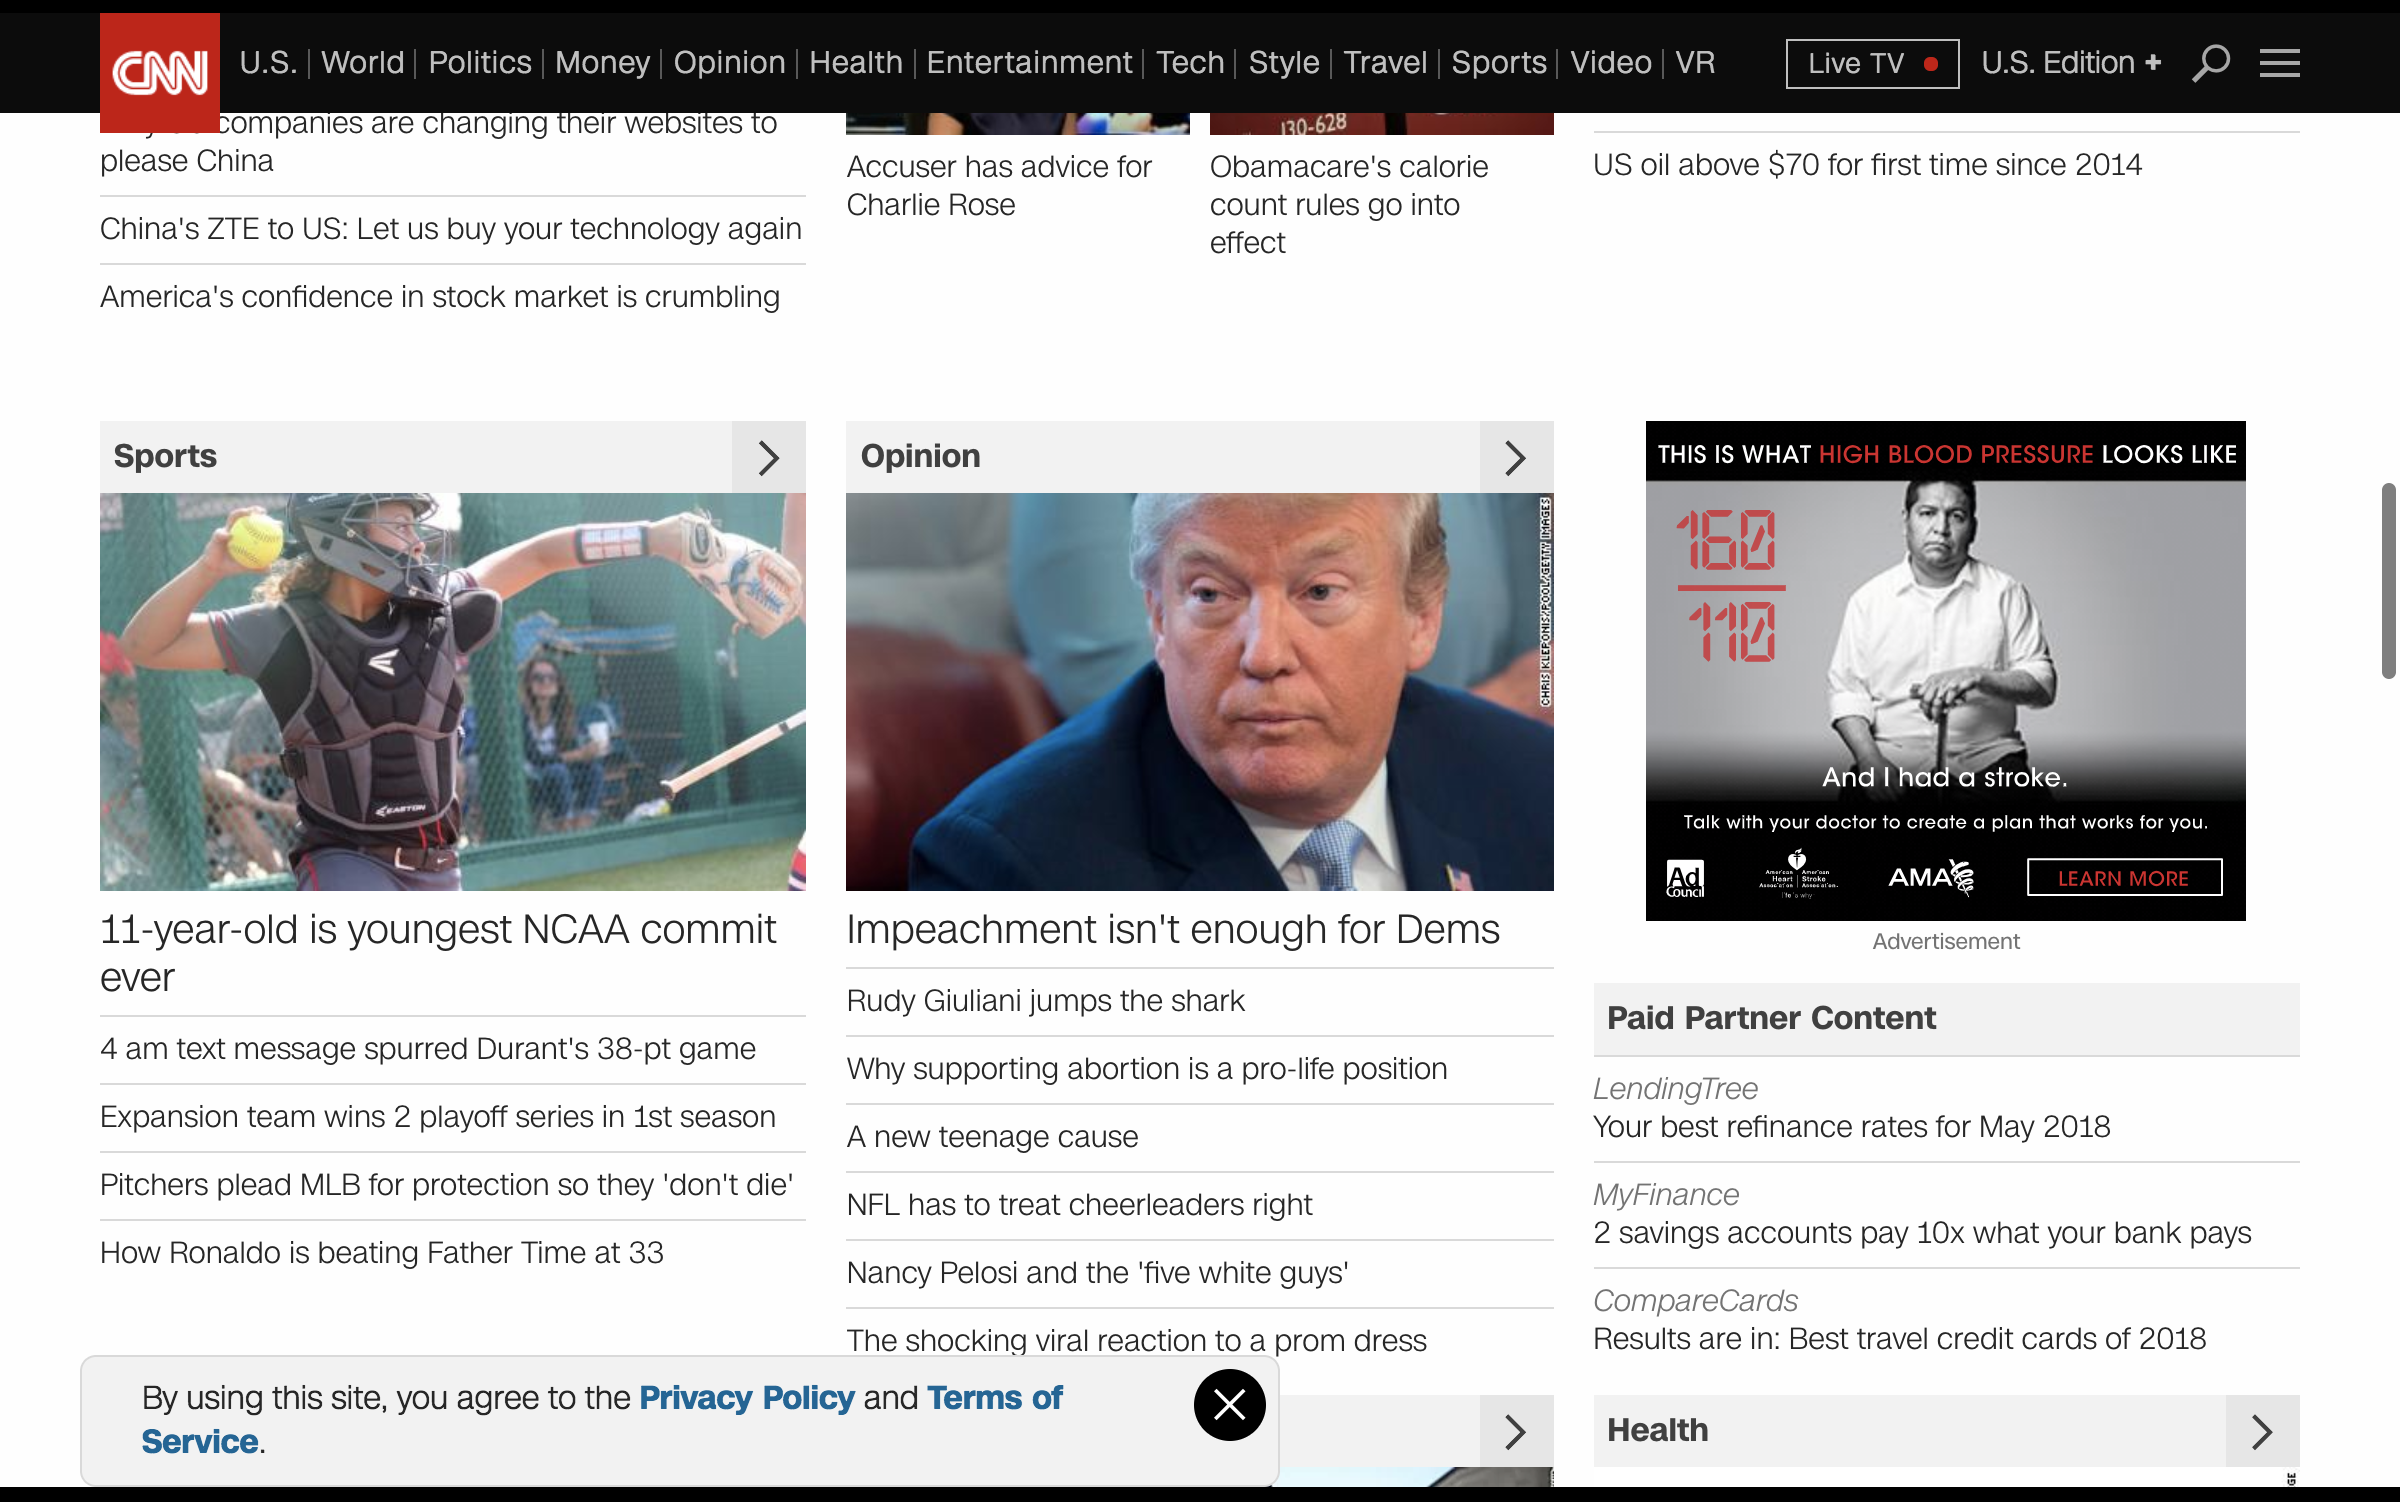 CNN
U.S. World Politics Money Opinion Health Entertainment Tech Style Travel Sports Video VR
Live TV
U.S. Edition +
companies are changing their websites to
please China
China's ZTE to US: Let us buy your technology again
America's confidence in stock market is crumbling
130-628
Accuser has advice for
Charlie Rose
Obamacare's calorie
count rules go into
effect
US oil above $70 for first time since 2014
Sports
EASTON
11-year-old is youngest NCAA commit
ever
4 am text message spurred Durant's 38-pt game
Expansion team wins 2 playoff series in 1st season
Pitchers plead MLB for protection so they 'don't die'
How Ronaldo is beating Father Time at 33
Opinion
CHRIS KLEPONIS/POOL/GETTY IMAGES
Impeachment isn't enough for Dems
Rudy Giuliani jumps the shark
Why supporting abortion is a pro-life position
A new teenage cause
NFL has to treat cheerleaders right
Nancy Pelosi and the 'five white guys'
The shocking viral reaction to a prom dress
THIS IS WHAT HIGH BLOOD PRESSURE LOOKS LIKE
160
110
And I had a stroke.
Talk with your doctor to create a plan that works for you.
Ad
Council
American Heart Association
American Stroke Association
life is why
AMA
LEARN MORE
Advertisement
Paid Partner Content
LendingTree
Your best refinance rates for May 2018
MyFinance
2 savings accounts pay 10x what your bank pays
CompareCards
Results are in: Best travel credit cards of 2018
Health
By using this site, you agree to the Privacy Policy and Terms of
Service.